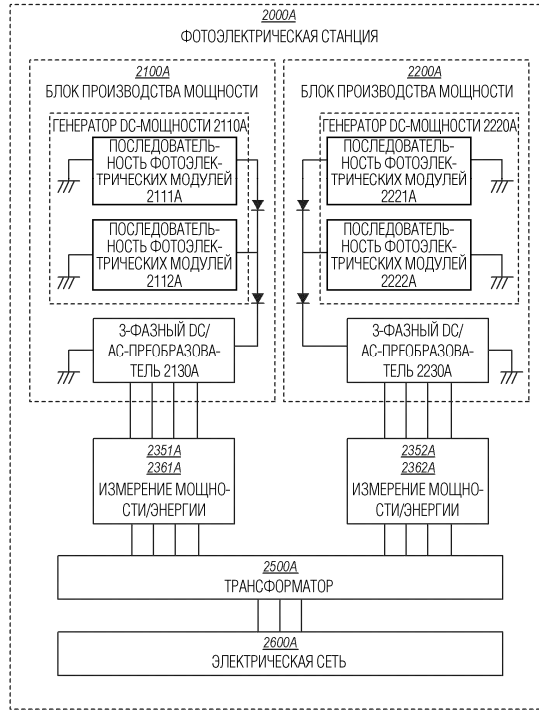 2000A
ФОТОЭЛЕКТРИЧЕСКАЯ СТАНЦИЯ
2100A
БЛОК ПРОИЗВОДСТВА МОЩНОСТИ
ГЕНЕРАТОР DC-МОЩНОСТИ 2110A
ПОСЛЕДОВАТЕЛЬ-
НОСТЬ ФОТОЭЛЕК-
ТРИЧЕСКИХ МОДУЛЕЙ
2111A
ПОСЛЕДОВАТЕЛЬ-
НОСТЬ ФОТОЭЛЕК-
ТРИЧЕСКИХ МОДУЛЕЙ
2112A
3-ФАЗНЫЙ DC/
AC-ПРЕОБРАЗОВА-
ТЕЛЬ 2130A
2200A
БЛОК ПРОИЗВОДСТВА МОЩНОСТИ
ГЕНЕРАТОР DC-МОЩНОСТИ 2220A
ПОСЛЕДОВАТЕЛЬ-
НОСТЬ ФОТОЭЛЕК-
ТРИЧЕСКИХ МОДУЛЕЙ
2221A
ПОСЛЕДОВАТЕЛЬ-
НОСТЬ ФОТОЭЛЕК-
ТРИЧЕСКИХ МОДУЛЕЙ
2222A
3-ФАЗНЫЙ DC/
AC-ПРЕОБРАЗОВА-
ТЕЛЬ 2230A
2351A
2361A
ИЗМЕРЕНИЕ МОЩНО-
СТИ/ЭНЕРГИИ
2352A
2362A
ИЗМЕРЕНИЕ МОЩНО-
СТИ/ЭНЕРГИИ
2500A
ТРАНСФОРМАТОР
2600A
ЭЛЕКТРИЧЕСКАЯ СЕТЬ